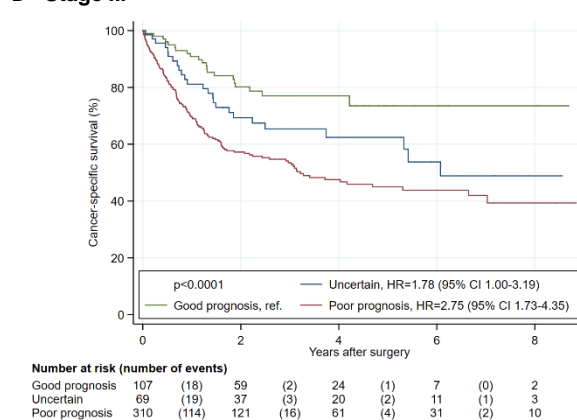 100
80
60
40
20
0
Cancer-specific survival (%)
p<0.0001
Uncertain, HR=1.78 (95% CI 1.00-3.19)
Good prognosis, ref.
Poor prognosis, HR=2.75 (95% CI 1.73-4.35)
0 2 4 6 8
Years after surgery
Number at risk (number of events)
Good prognosis 107 (18) 59 (2) 24 (1) 7 (0) 2
Uncertain 69 (19) 37 (3) 20 (2) 11 (1) 3
Poor prognosis 310 (114) 121 (16) 61 (4) 31 (2) 10